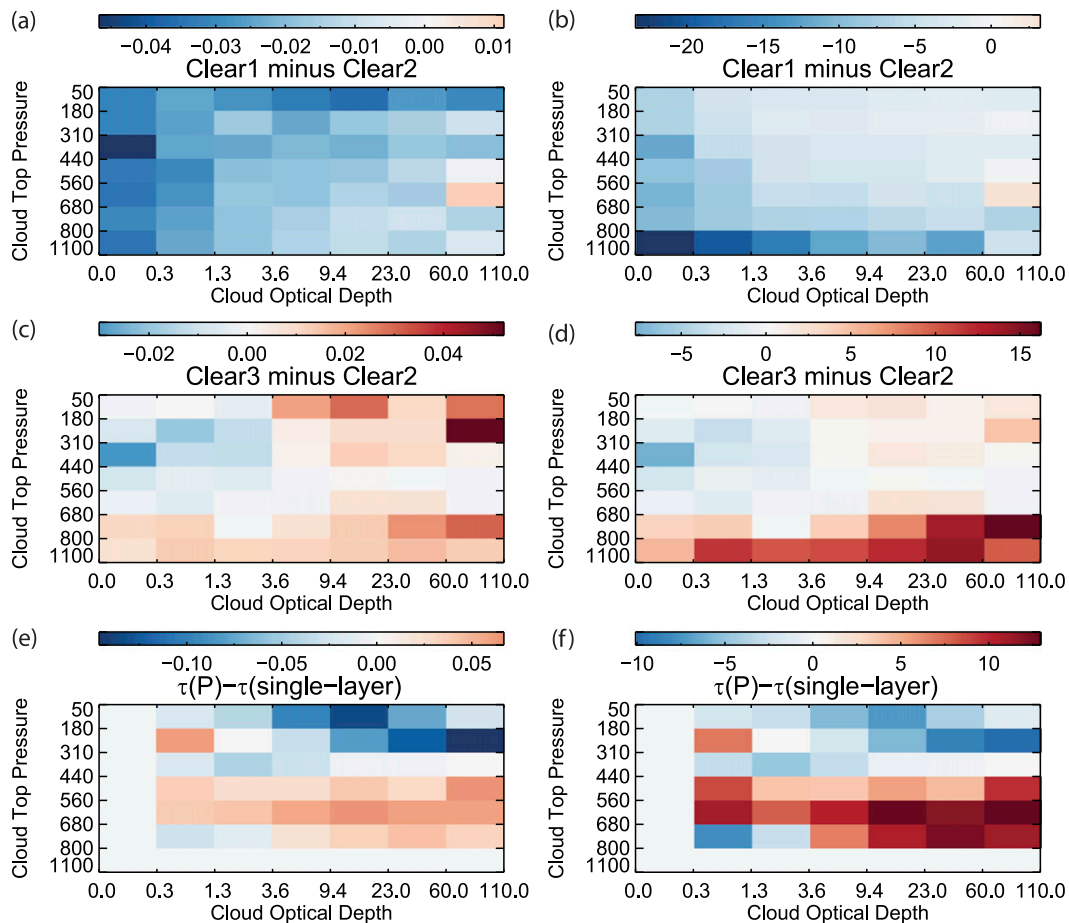 (a)
−0.04 −0.03 −0.02 −0.01 0.00 0.01
Clear1 minus Clear2
Cloud Top Pressure
50
180
310
440
560
680
800
1100
0.0 0.3 1.3 3.6 9.4 23.0 60.0 110.0
Cloud Optical Depth
(b)
−20 −15 −10 −5 0
Clear1 minus Clear2
Cloud Top Pressure
50
180
310
440
560
680
800
1100
0.0 0.3 1.3 3.6 9.4 23.0 60.0 110.0
Cloud Optical Depth
(c)
−0.02 0.00 0.02 0.04
Clear3 minus Clear2
Cloud Top Pressure
50
180
310
440
560
680
800
1100
0.0 0.3 1.3 3.6 9.4 23.0 60.0 110.0
Cloud Optical Depth
(d)
−5 0 5 10 15
Clear3 minus Clear2
Cloud Top Pressure
50
180
310
440
560
680
800
1100
0.0 0.3 1.3 3.6 9.4 23.0 60.0 110.0
Cloud Optical Depth
(e)
−0.10 −0.05 0.00 0.05
τ(P)−τ(single−layer)
Cloud Top Pressure
50
180
310
440
560
680
800
1100
0.0 0.3 1.3 3.6 9.4 23.0 60.0 110.0
Cloud Optical Depth
(f)
−10 −5 0 5 10
τ(P)−τ(single−layer)
Cloud Top Pressure
50
180
310
440
560
680
800
1100
0.0 0.3 1.3 3.6 9.4 23.0 60.0 110.0
Cloud Optical Depth